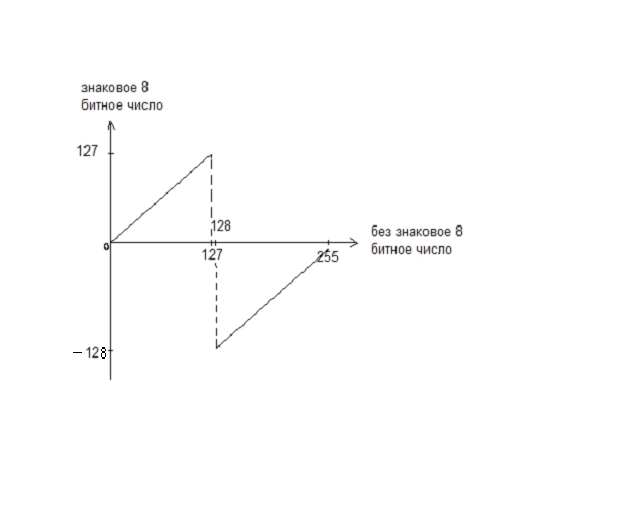 знаковое 8
битное число
127
128
без знаковое 8
битное число
0
127
255
–128